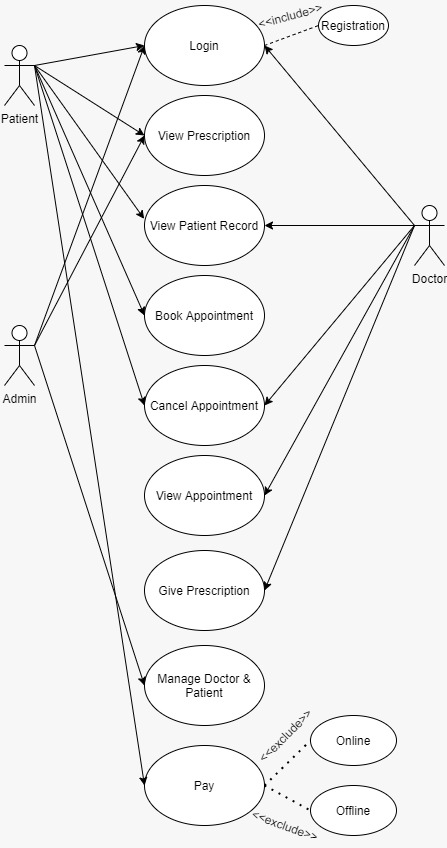 <<include>>
Registration
Login
Patient
View Prescription
View Patient Record
Doctor
Book Appointment
Admin
Cancel Appointment
View Appointment
Give Prescription
Manage Doctor &
Patient
<<exclude>>
Online
Pay
Offline
<<exclude>>